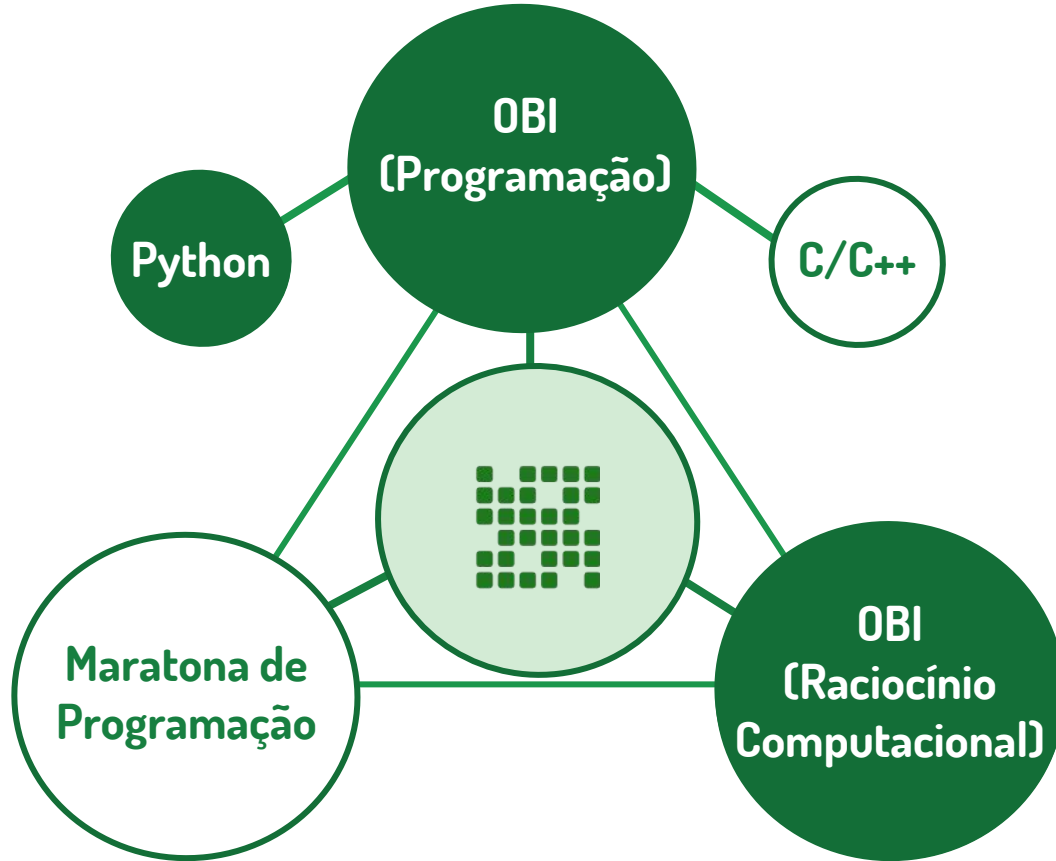 OBI
(Programação)
Python
C/C++
Maratona de
Programação
OBI
(Raciocínio
Computacional)